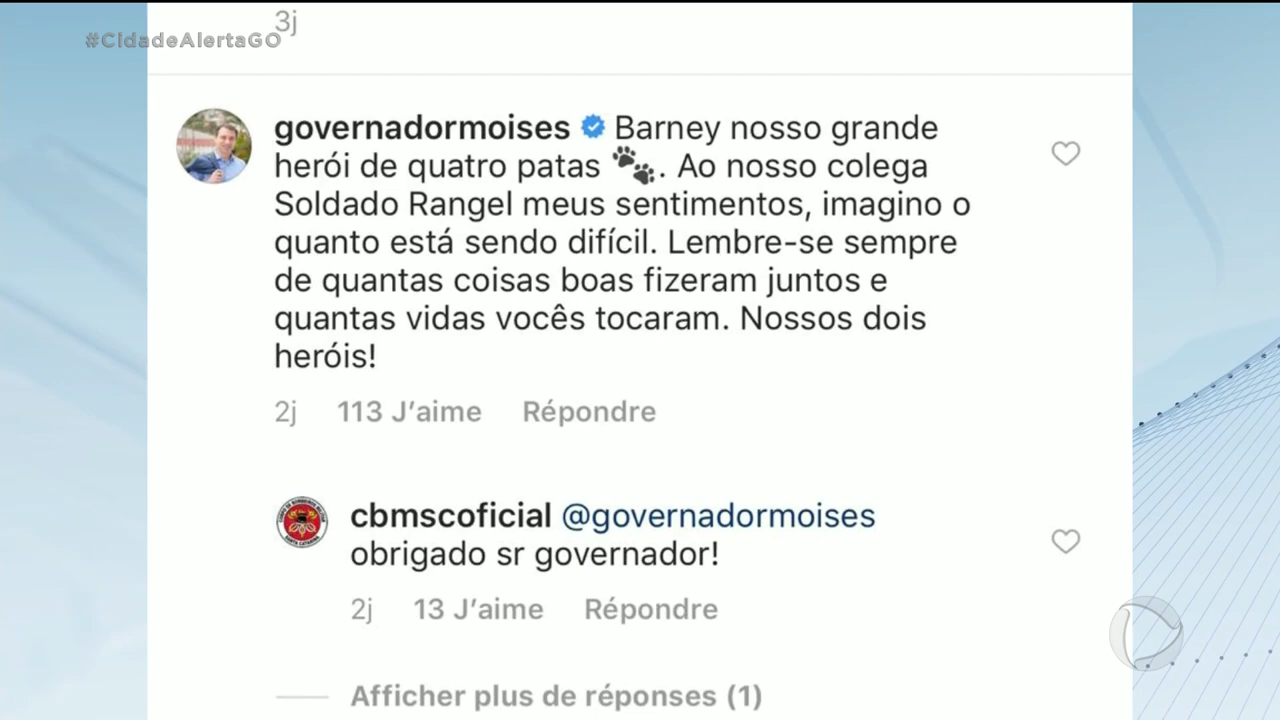 3j
#CidadeAlertaGO
governadormoises Barney nosso grande
herói de quatro patas 🐾. Ao nosso colega
Soldado Rangel meus sentimentos, imagino o
quanto está sendo difícil. Lembre-se sempre
de quantas coisas boas fizeram juntos e
quantas vidas vocês tocaram. Nossos dois
heróis!
2j 113 J’aime Répondre
cbmscoficial @governadormoises
obrigado sr governador!
2j 13 J’aime Répondre
Afficher plus de réponses (1)